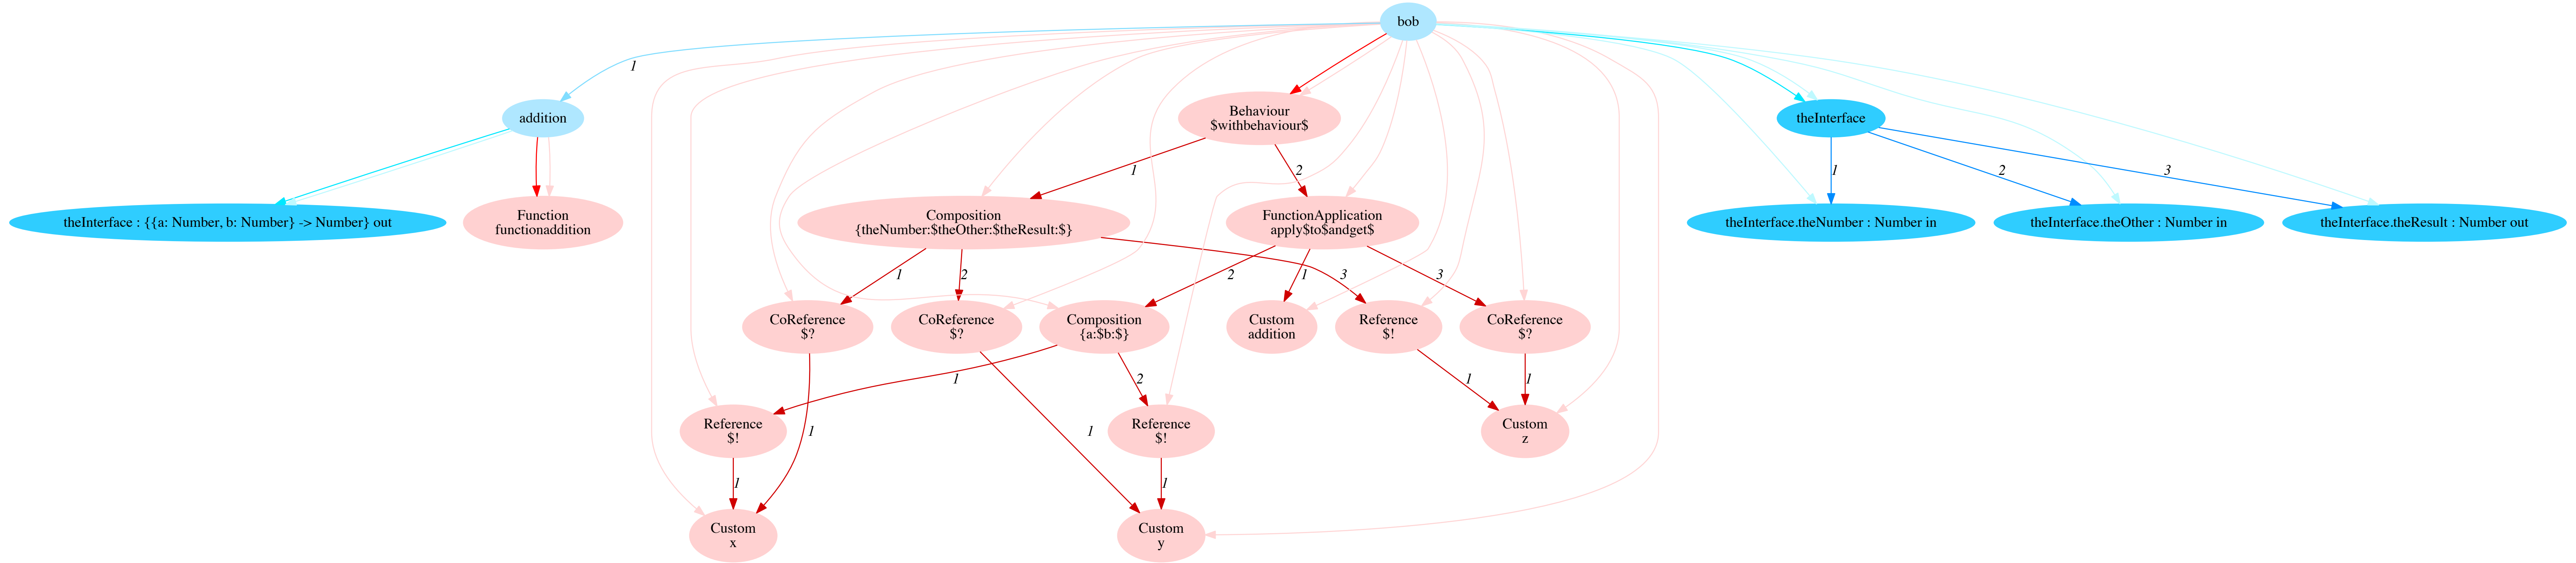 bob
1
addition
Behaviour
$withbehaviour$
theInterface
1
2
1
2
3
theInterface : {{a: Number, b: Number} -> Number} out
Function
functionaddition
Composition
{theNumber:$theOther:$theResult:$}
FunctionApplication
apply$to$andget$
theInterface.theNumber : Number in
theInterface.theOther : Number in
theInterface.theResult : Number out
1
2
2
1
3
3
CoReference
$?
CoReference
$?
Composition
{a:$b:$}
Custom
addition
Reference
$!
CoReference
$?
1
2
1
1
Reference
$!
1
1
Reference
$!
Custom
z
1
1
Custom
x
Custom
y